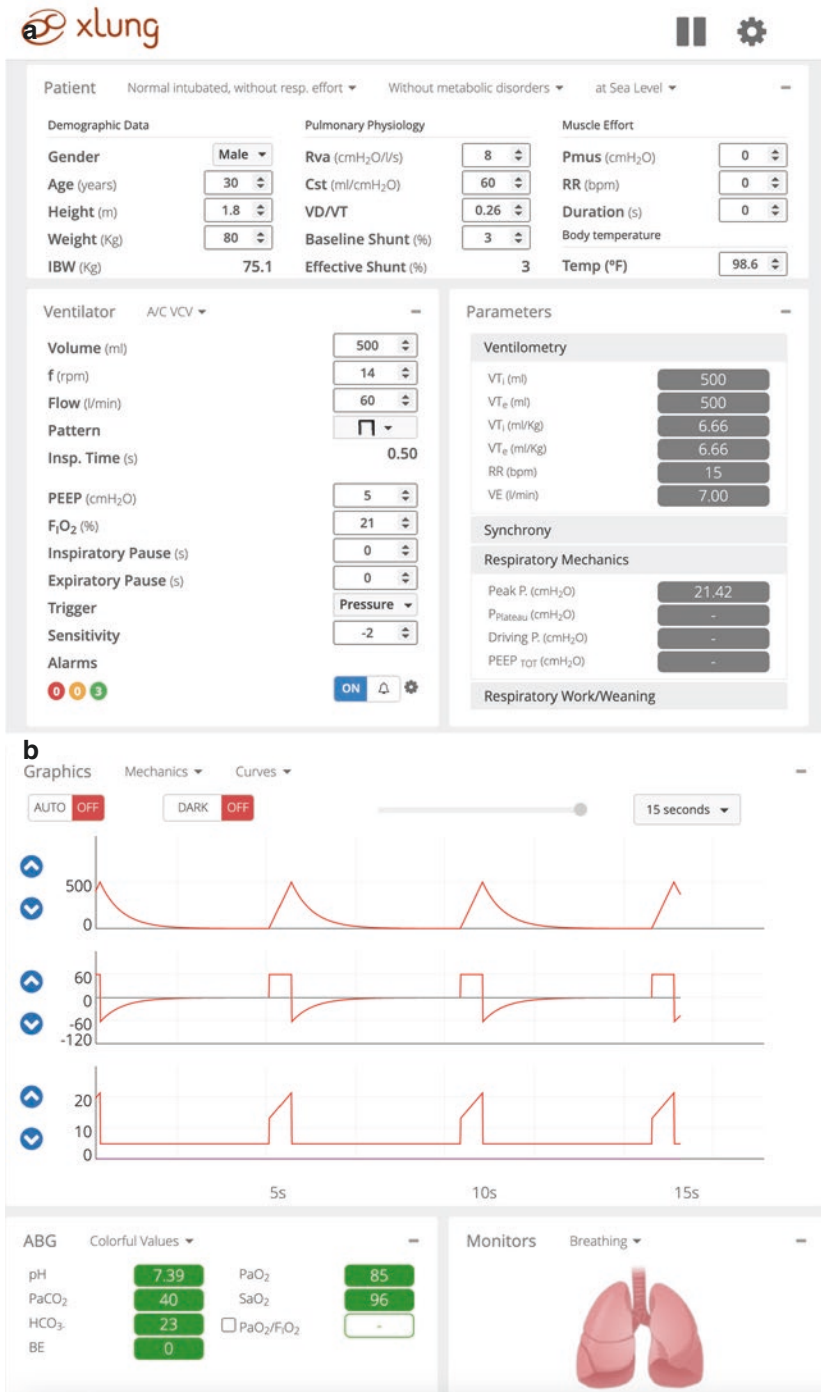 a
xlung
Patient Normal intubated, without resp. effort Without metabolic disorders at Sea Level
Demographic Data
Gender Male
Age (years) 30
Height (m) 1.8
Weight (Kg) 80
IBW (Kg) 75.1
Pulmonary Physiology
Rva (cmH₂O/l/s) 8
Cst (ml/cmH₂O) 60
VD/VT 0.26
Baseline Shunt (%) 3
Effective Shunt (%) 3
Muscle Effort
Pmus (cmH₂O) 0
RR (bpm) 0
Duration (s) 0
Body temperature
Temp (ºF) 98.6
Ventilator A/C VCV
Volume (ml) 500
f (rpm) 14
Flow (l/min) 60
Pattern
Insp. Time (s) 0.50
PEEP (cmH₂O) 5
FᵢO₂ (%) 21
Inspiratory Pause (s) 0
Expiratory Pause (s) 0
Trigger Pressure
Sensitivity -2
Alarms
0 0 3 ON
Parameters
Ventilometry
VTᵢ (ml) 500
VTₑ (ml) 500
VTᵢ (ml/Kg) 6.66
VTₑ (ml/Kg) 6.66
RR (bpm) 15
VE (l/min) 7.00
Synchrony
Respiratory Mechanics
Peak P. (cmH₂O) 21.42
P Plateau (cmH₂O) -
Driving P. (cmH₂O) -
PEEP TOT (cmH₂O) -
Respiratory Work/Weaning
b
Graphics Mechanics Curves
AUTO OFF DARK OFF 15 seconds
500
0
60
0
-60
-120
20
10
0
5s 10s 15s
ABG Colorful Values
pH 7.39 PaO₂ 85
PaCO₂ 40 SaO₂ 96
HCO₃- 23 PaO₂/FᵢO₂ -
BE 0
Monitors Breathing